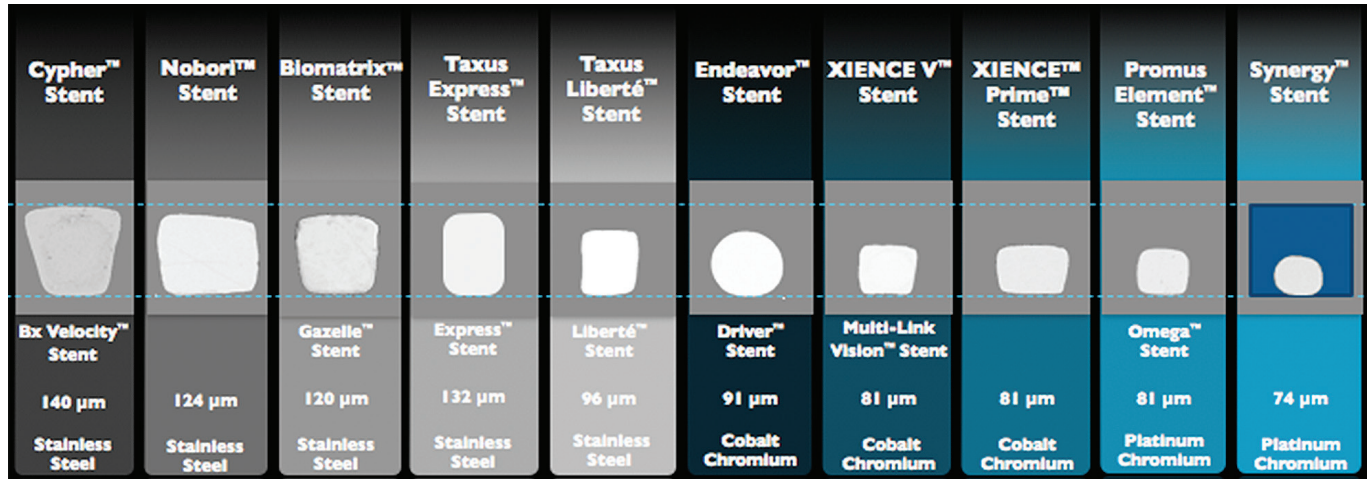 Cypher™
Stent
Nobori™
Stent
Biomatrix™
Stent
Taxus
Express™
Stent
Taxus
Liberté™
Stent
Endeavor™
Stent
XIENCE V™
Stent
XIENCE™
Prime™
Stent
Promus
Element™
Stent
Synergy™
Stent
Bx Velocity™
Stent
Gazelle™
Stent
Express™
Stent
Liberté™
Stent
Driver™
Stent
Multi-Link
Vision™ Stent
Omega™
Stent
140 µm
124 µm
120 µm
132 µm
96 µm
91 µm
81 µm
81 µm
81 µm
74 µm
Stainless
Steel
Stainless
Steel
Stainless
Steel
Stainless
Steel
Stainless
Steel
Cobalt
Chromium
Cobalt
Chromium
Cobalt
Chromium
Platinum
Chromium
Platinum
Chromium